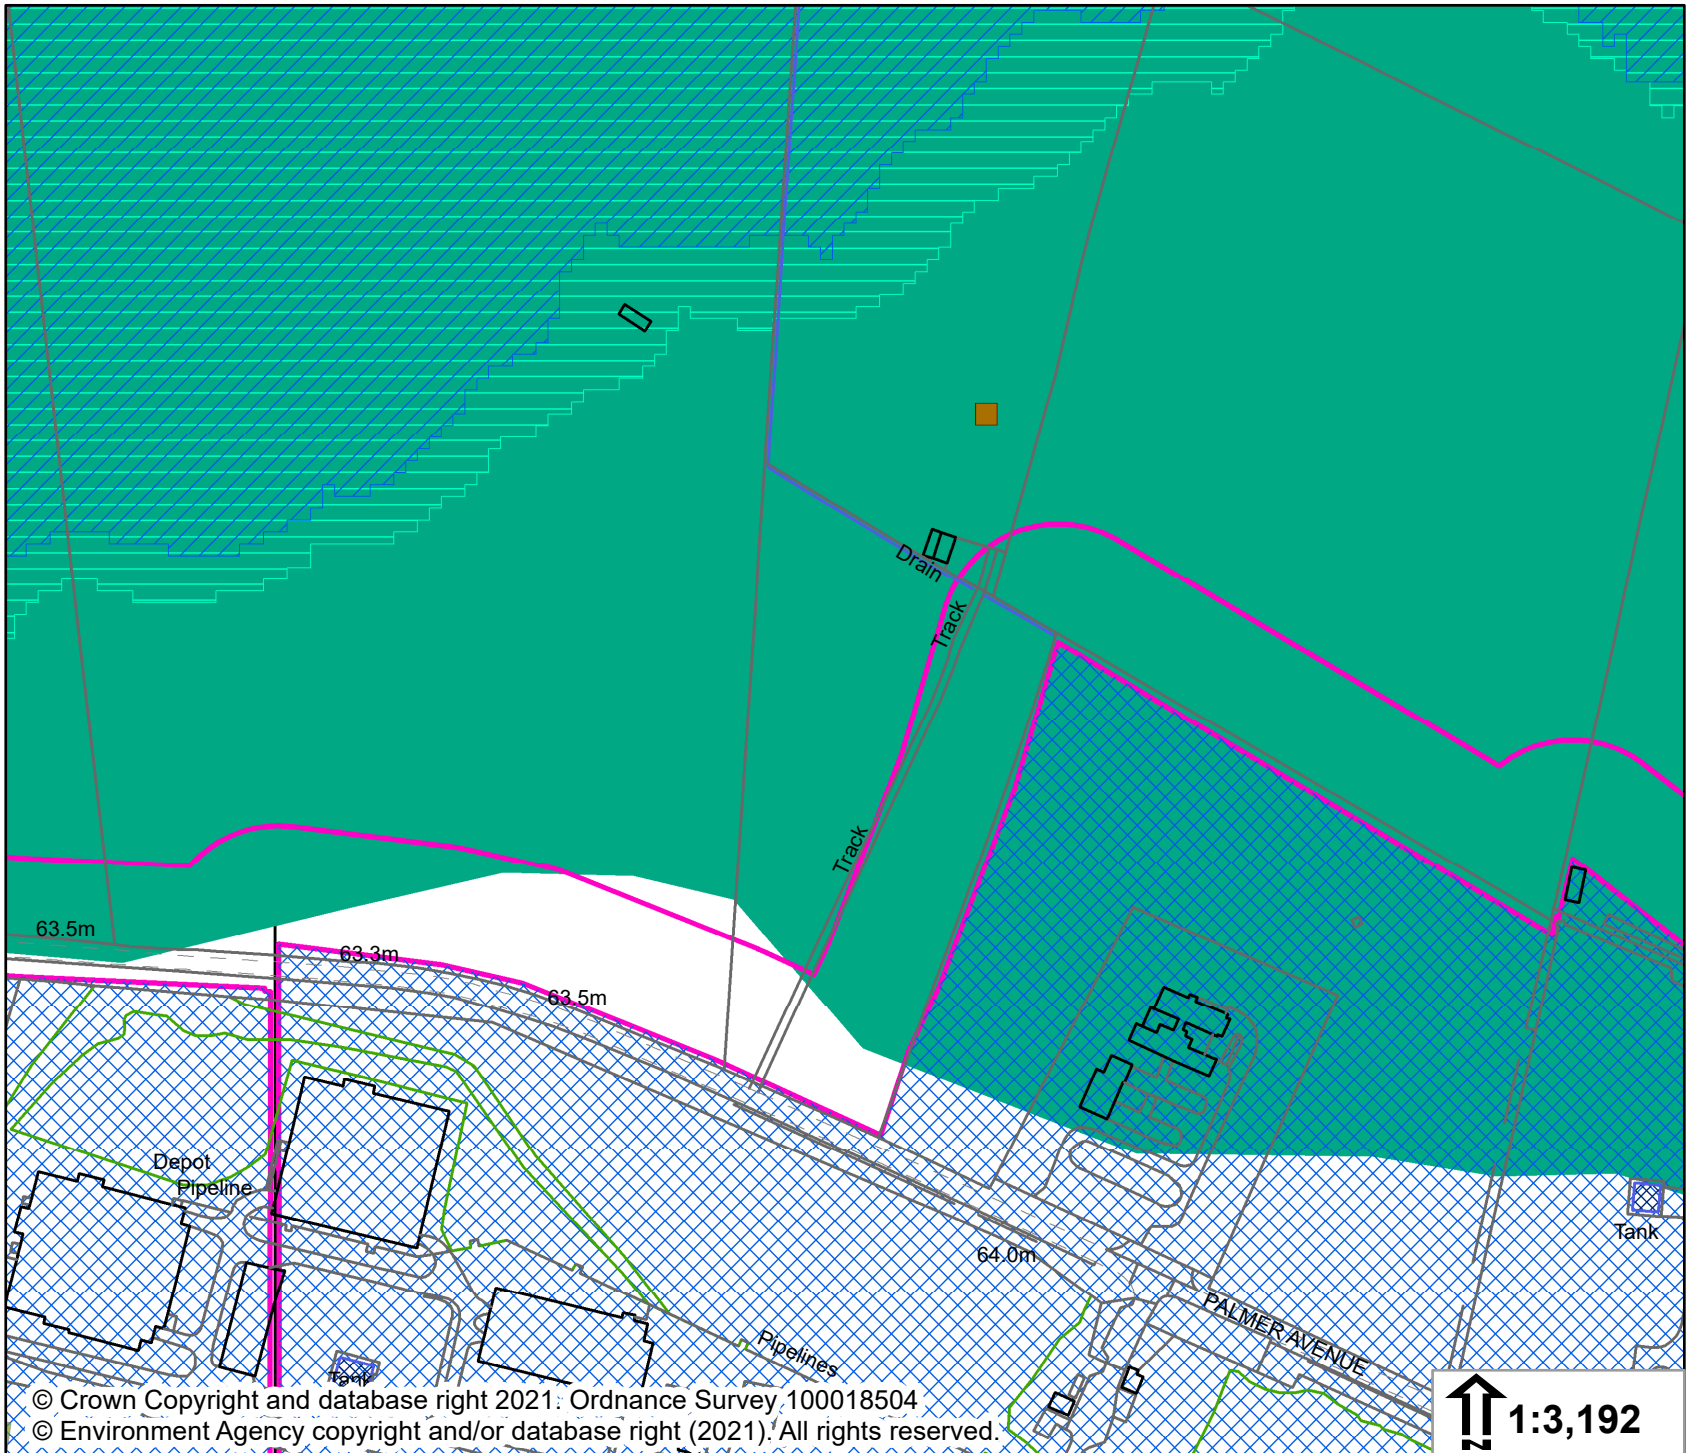 Drain
Track
Track
63.5m
63.3m
63.5m
Depot
Pipeline
Tank
64.0m
PALMER AVENUE
Pipelines
Tank
© Crown Copyright and database right 2021. Ordnance Survey 100018504
© Environment Agency copyright and/or database right (2021). All rights reserved.
1:3,192
N